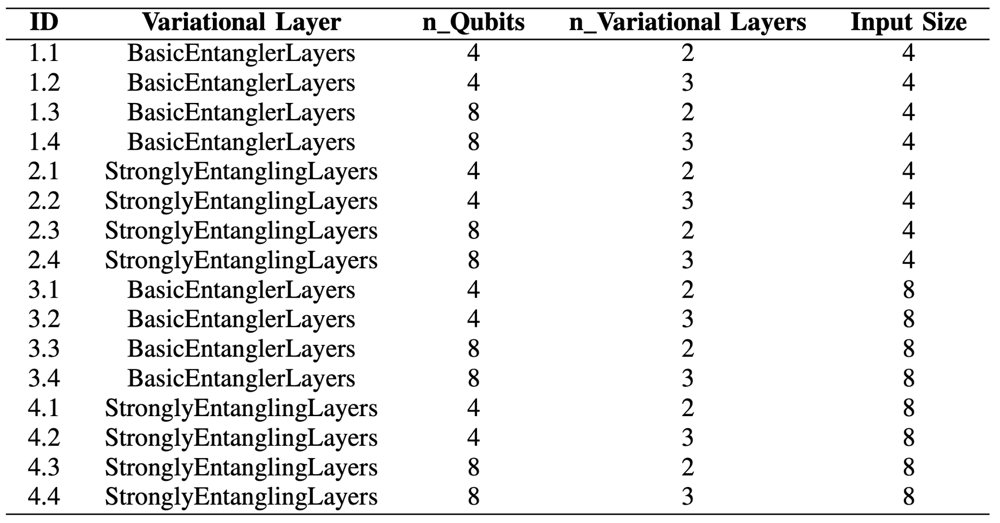 ID Variational Layer n_Qubits n_Variational Layers Input Size
1.1 BasicEntanglerLayers 4 2 4
1.2 BasicEntanglerLayers 4 3 4
1.3 BasicEntanglerLayers 8 2 4
1.4 BasicEntanglerLayers 8 3 4
2.1 StronglyEntanglingLayers 4 2 4
2.2 StronglyEntanglingLayers 4 3 4
2.3 StronglyEntanglingLayers 8 2 4
2.4 StronglyEntanglingLayers 8 3 4
3.1 BasicEntanglerLayers 4 2 8
3.2 BasicEntanglerLayers 4 3 8
3.3 BasicEntanglerLayers 8 2 8
3.4 BasicEntanglerLayers 8 3 8
4.1 StronglyEntanglingLayers 4 2 8
4.2 StronglyEntanglingLayers 4 3 8
4.3 StronglyEntanglingLayers 8 2 8
4.4 StronglyEntanglingLayers 8 3 8